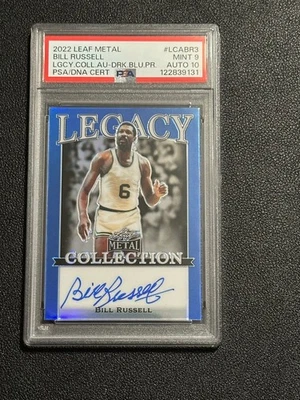 2022 LEAF METAL #LCABR3
BILL RUSSELL MINT 9
LGCY.COLL.AU-DRK.BLU.PR. AUTO 10
PSA/DNA CERT PSA 122839131
LEGACY
6
Leaf
METAL
COLLECTION
Bill Russell
BILL RUSSELL